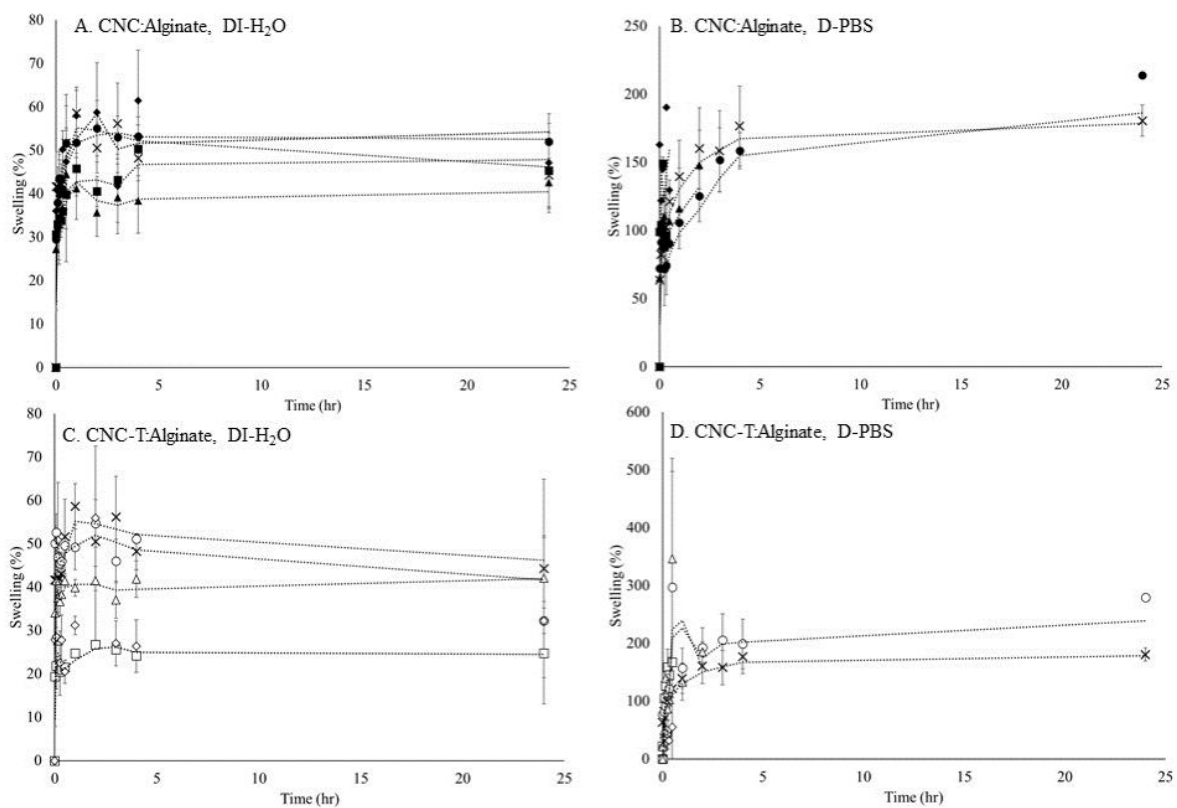 A. CNC:Alginate, DI-H₂O
80
70
60
50
40
30
20
10
0
Swelling (%)
0 5 10 15 20 25
Time (hr)
B. CNC:Alginate, D-PBS
250
200
150
100
50
0
Swelling (%)
0 5 10 15 20 25
Time (hr)
C. CNC-T:Alginate, DI-H₂O
80
70
60
50
40
30
20
10
0
Swelling (%)
0 5 10 15 20 25
Time (hr)
D. CNC-T:Alginate, D-PBS
600
500
400
300
200
100
0
Swelling (%)
0 5 10 15 20 25
Time (hr)